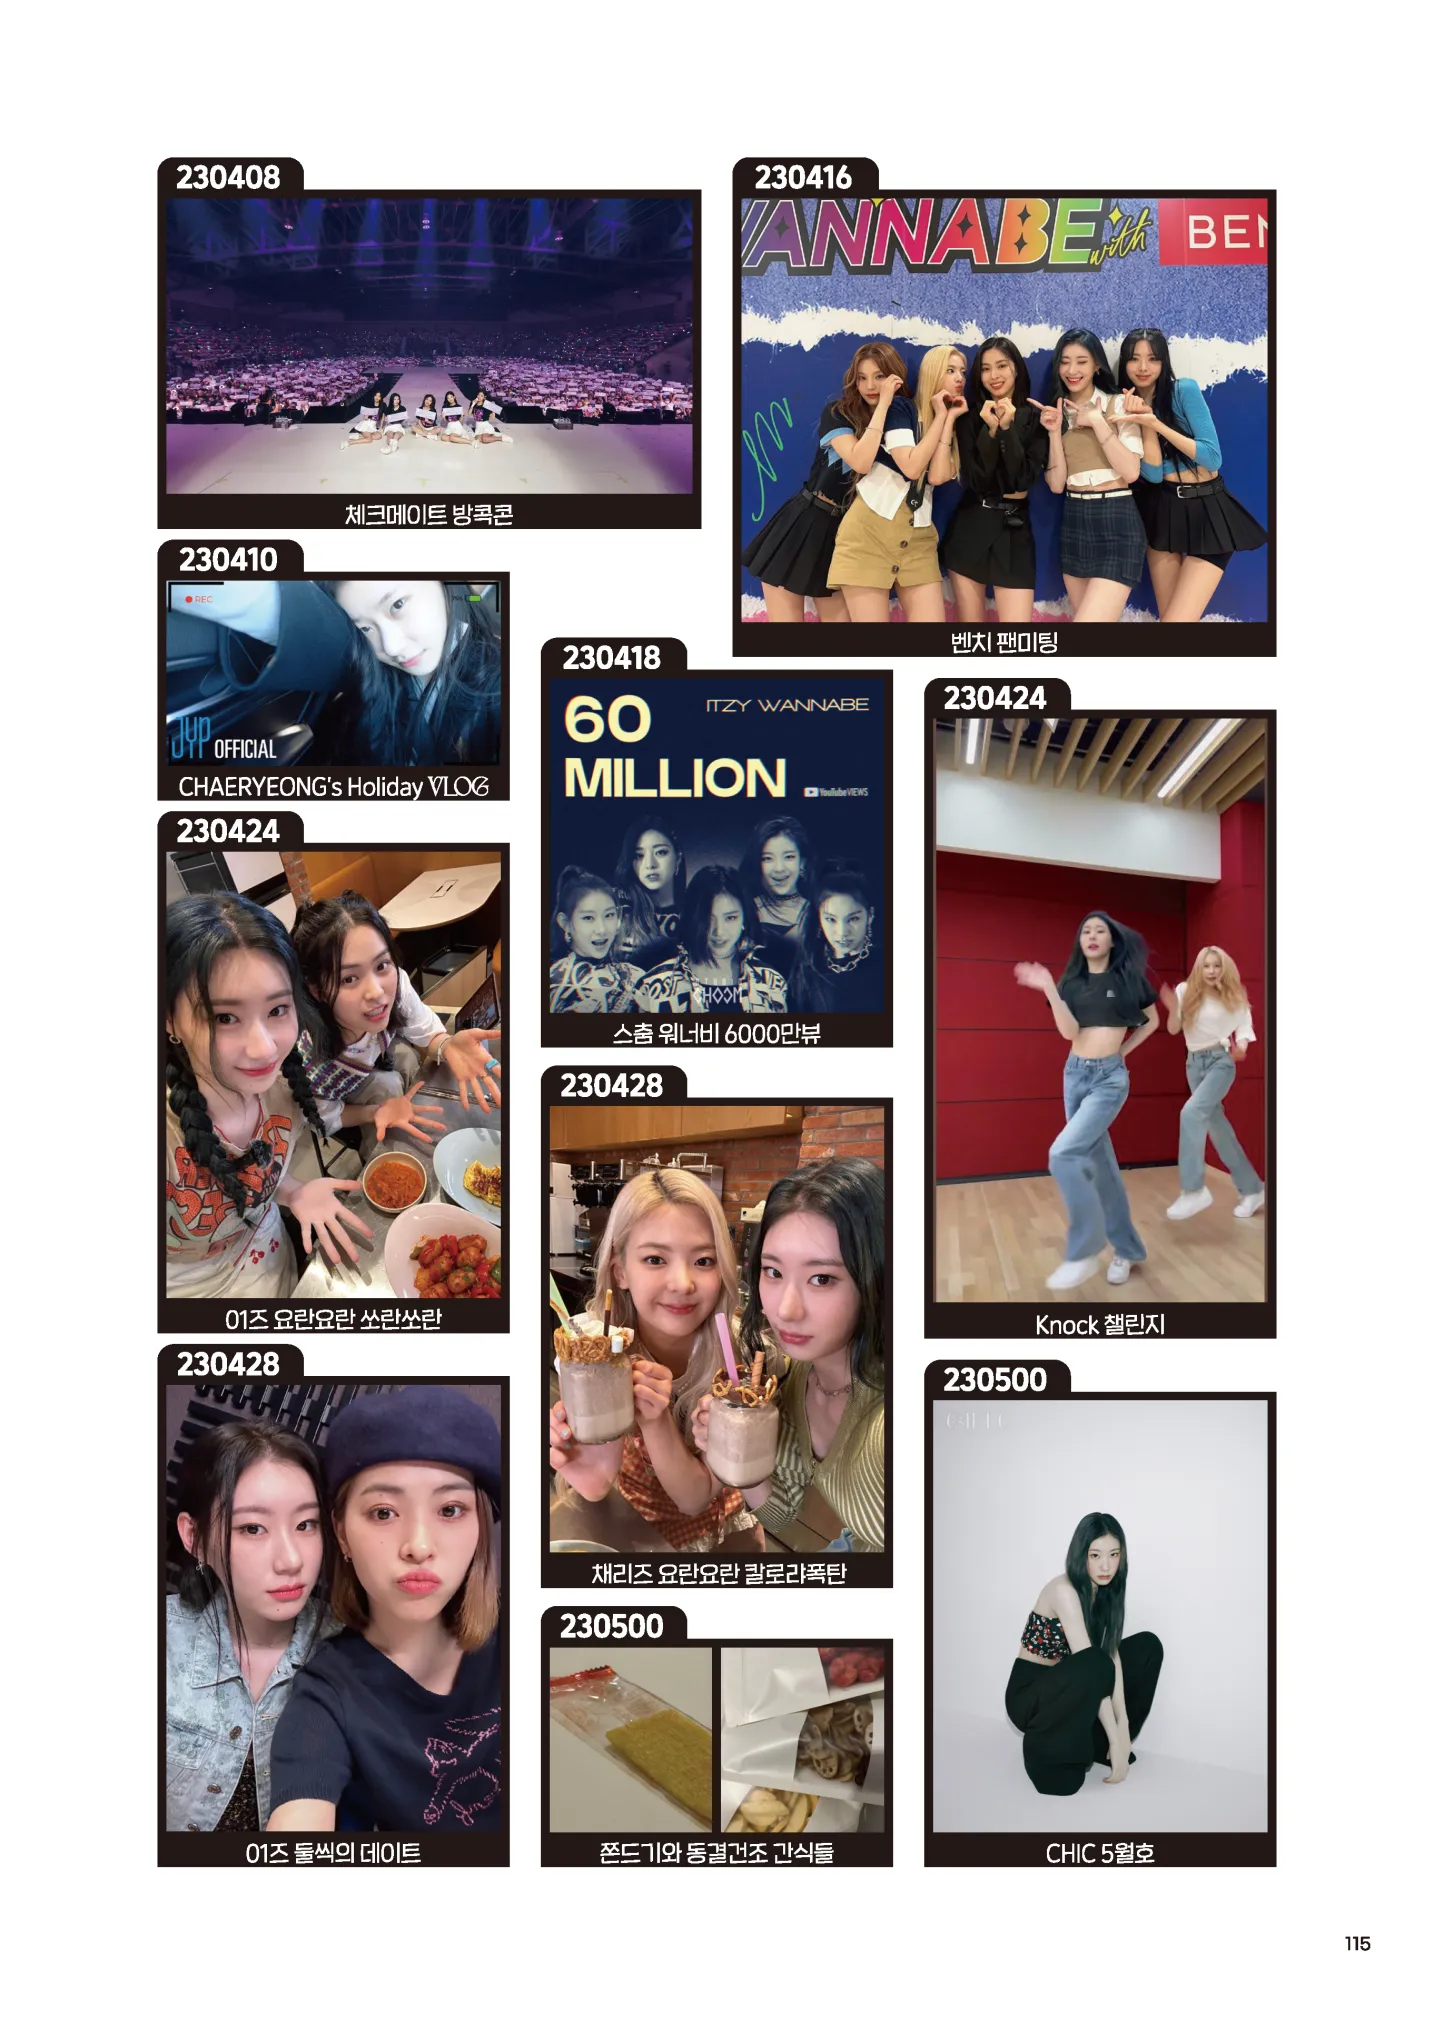 230408
체크메이트 방콕콘
230416
WANNABE with BEN
벤치 팬미팅
230410
REC
JYP OFFICIAL
CHAERYEONG's Holiday VLOG
230418
60 MILLION
ITZY WANNABE
YouTube VIEWS
STUDIO CHOOM
스춤 워너비 6000만뷰
230424
Knock 챌린지
230424
01즈 요란요란 쏘란쏘란
230428
채리즈 요란요란 칼로랴폭탄
230428
01즈 둘씩의 데이트
230500
쫀드기와 동결건조 간식들
230500
CHIC 5월호
115